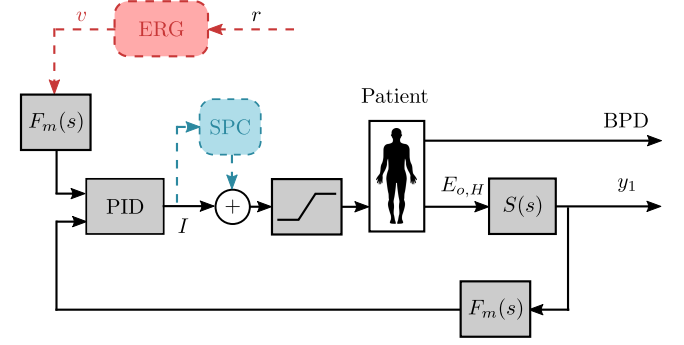 v
ERG
r
F_m(s)
SPC
Patient
BPD
PID
I
+
E_{o,H}
S(s)
y_1
F_m(s)